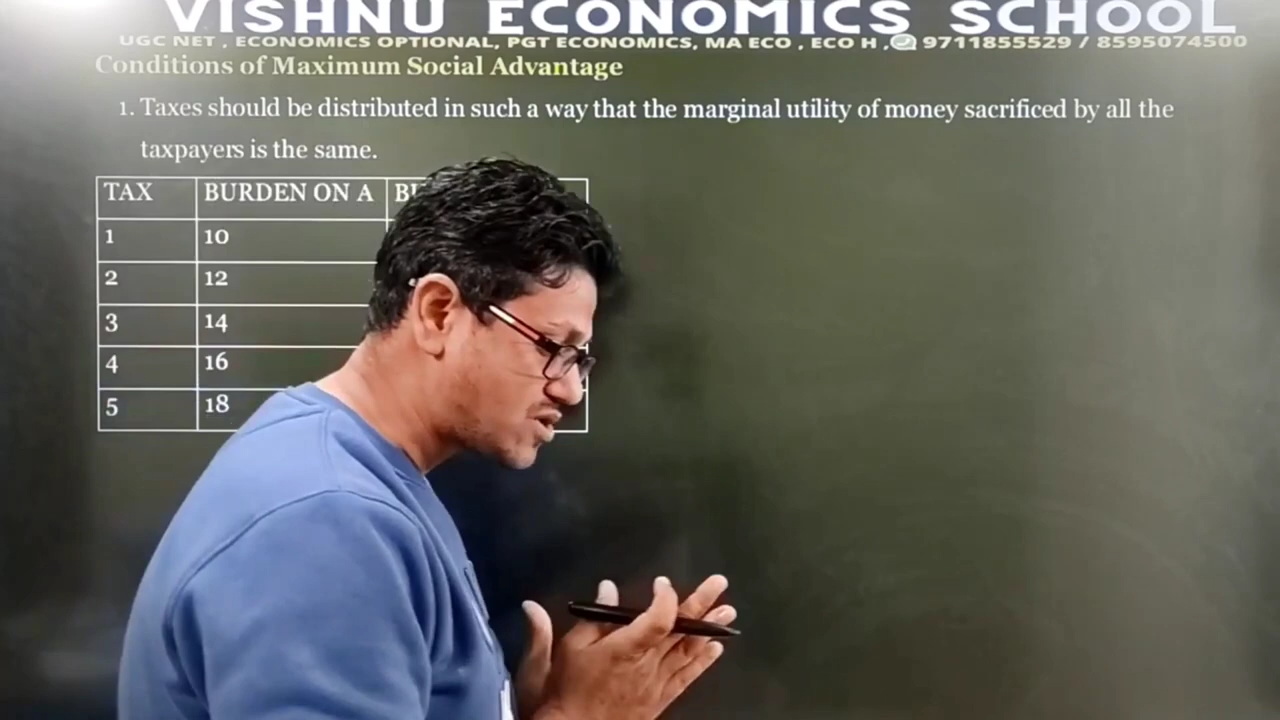 VISHNU ECONOMICS SCHOOL
UGC NET , ECONOMICS OPTIONAL, PGT ECONOMICS, MA ECO , ECO H , 9711855529 / 8595074500
Conditions of Maximum Social Advantage
1. Taxes should be distributed in such a way that the marginal utility of money sacrificed by all the
taxpayers is the same.
TAX BURDEN ON A
1 10
2 12
3 14
4 16
5 18